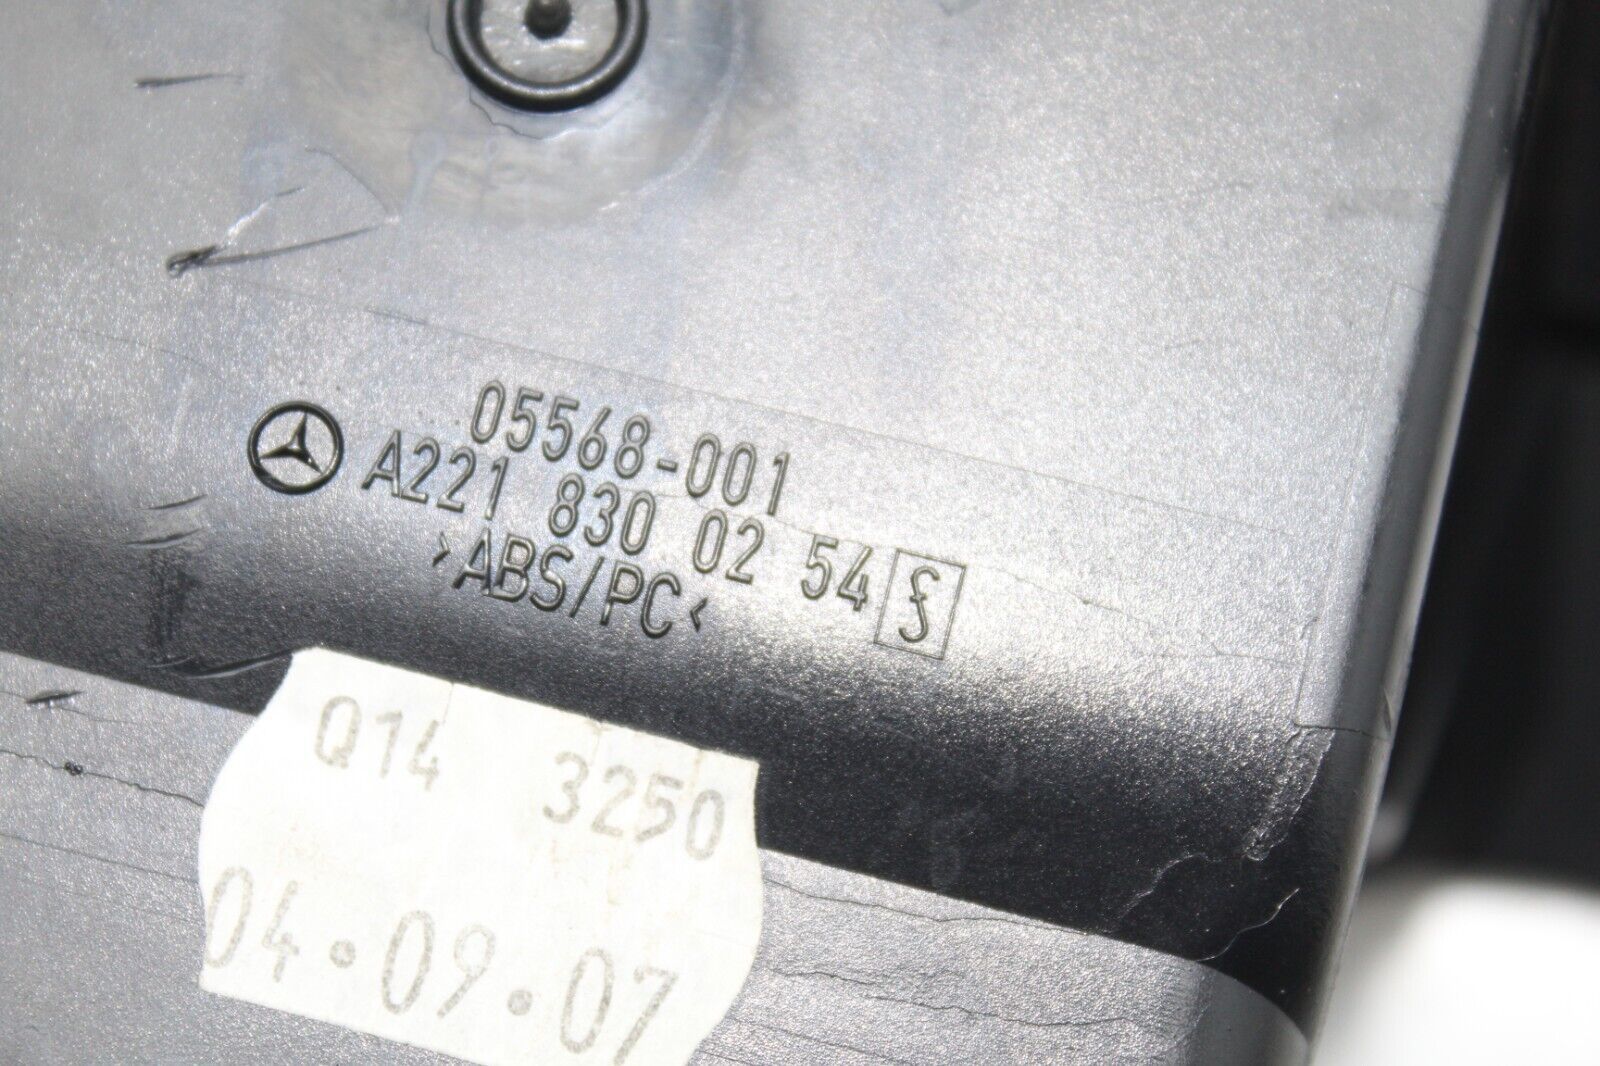 05568-001
A221 830 02 54
>ABS/PC<
Q14 3250
04.09.07